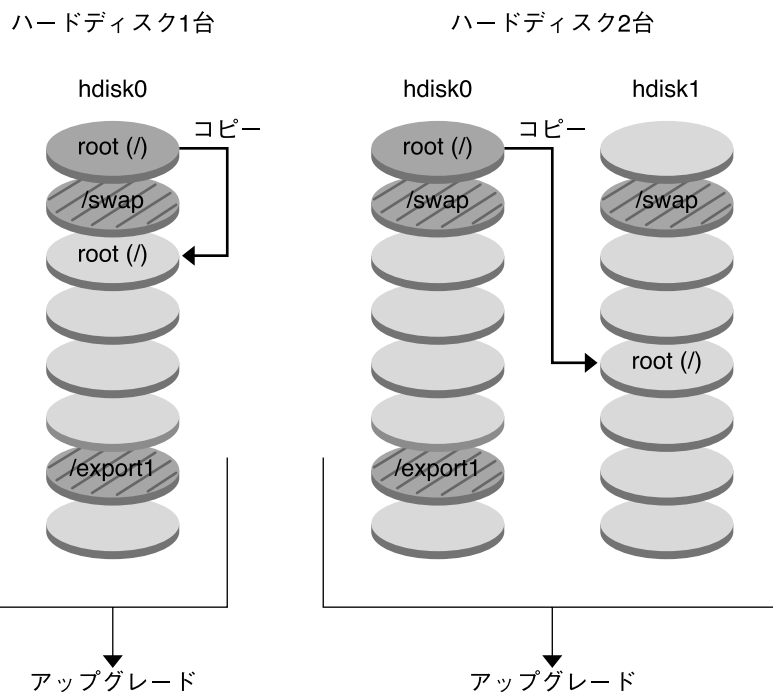 ハードディスク1台
hdisk0
root (/)
コピー
/swap
root (/)
/export1
アップグレード
ハードディスク2台
hdisk0
hdisk1
root (/)
コピー
/swap
/swap
root (/)
/export1
アップグレード